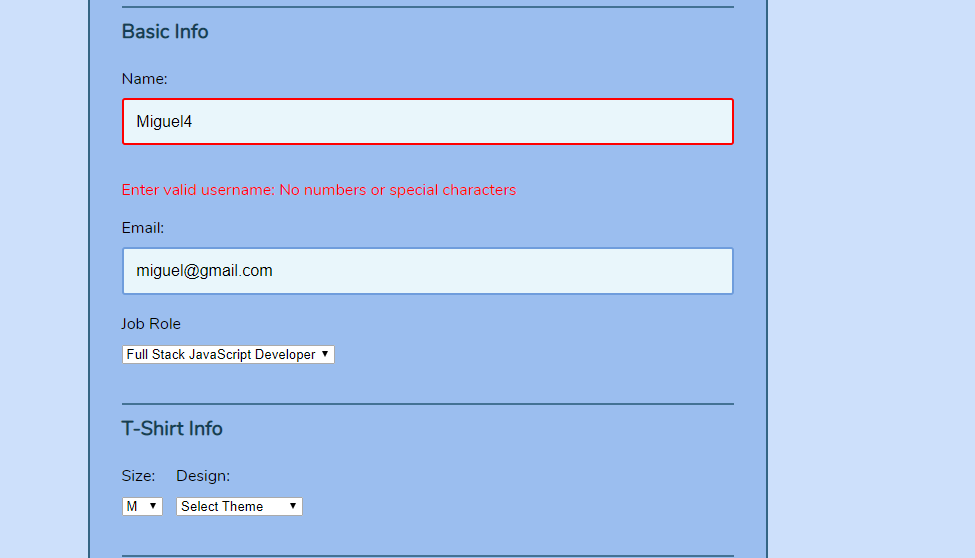 Basic Info
Name:
Miguel4
Enter valid username: No numbers or special characters
Email:
miguel@gmail.com
Job Role
Full Stack JavaScript Developer
T-Shirt Info
Size: Design:
M Select Theme